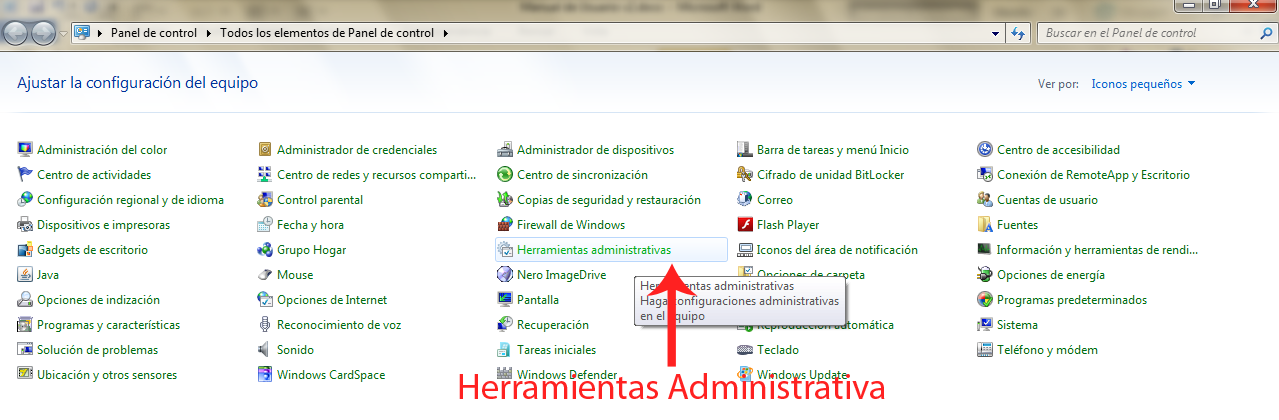 Manual de Usuario v2.docx - Microsoft Word
Panel de control Todos los elementos de Panel de control
Buscar en el Panel de control
Ajustar la configuración del equipo
Ver por: Iconos pequeños
Administración del color
Administrador de credenciales
Administrador de dispositivos
Barra de tareas y menú Inicio
Centro de accesibilidad
Centro de actividades
Centro de redes y recursos comparti...
Centro de sincronización
Cifrado de unidad BitLocker
Conexión de RemoteApp y Escritorio
Configuración regional y de idioma
Control parental
Copias de seguridad y restauración
Correo
Cuentas de usuario
Dispositivos e impresoras
Fecha y hora
Firewall de Windows
Flash Player
Fuentes
Gadgets de escritorio
Grupo Hogar
Herramientas administrativas
Iconos del área de notificación
Información y herramientas de rendi...
Java
Mouse
Nero ImageDrive
Opciones de carpeta
Opciones de energía
Opciones de indización
Opciones de Internet
Pantalla
Herramientas administrativas
Haga configuraciones administrativas
en el equipo
Programas predeterminados
Programas y características
Reconocimiento de voz
Recuperación
Reproducción automática
Sistema
Solución de problemas
Sonido
Tareas iniciales
Teclado
Teléfono y módem
Ubicación y otros sensores
Windows CardSpace
Windows Defender
Windows Update
Herramientas Administrativa